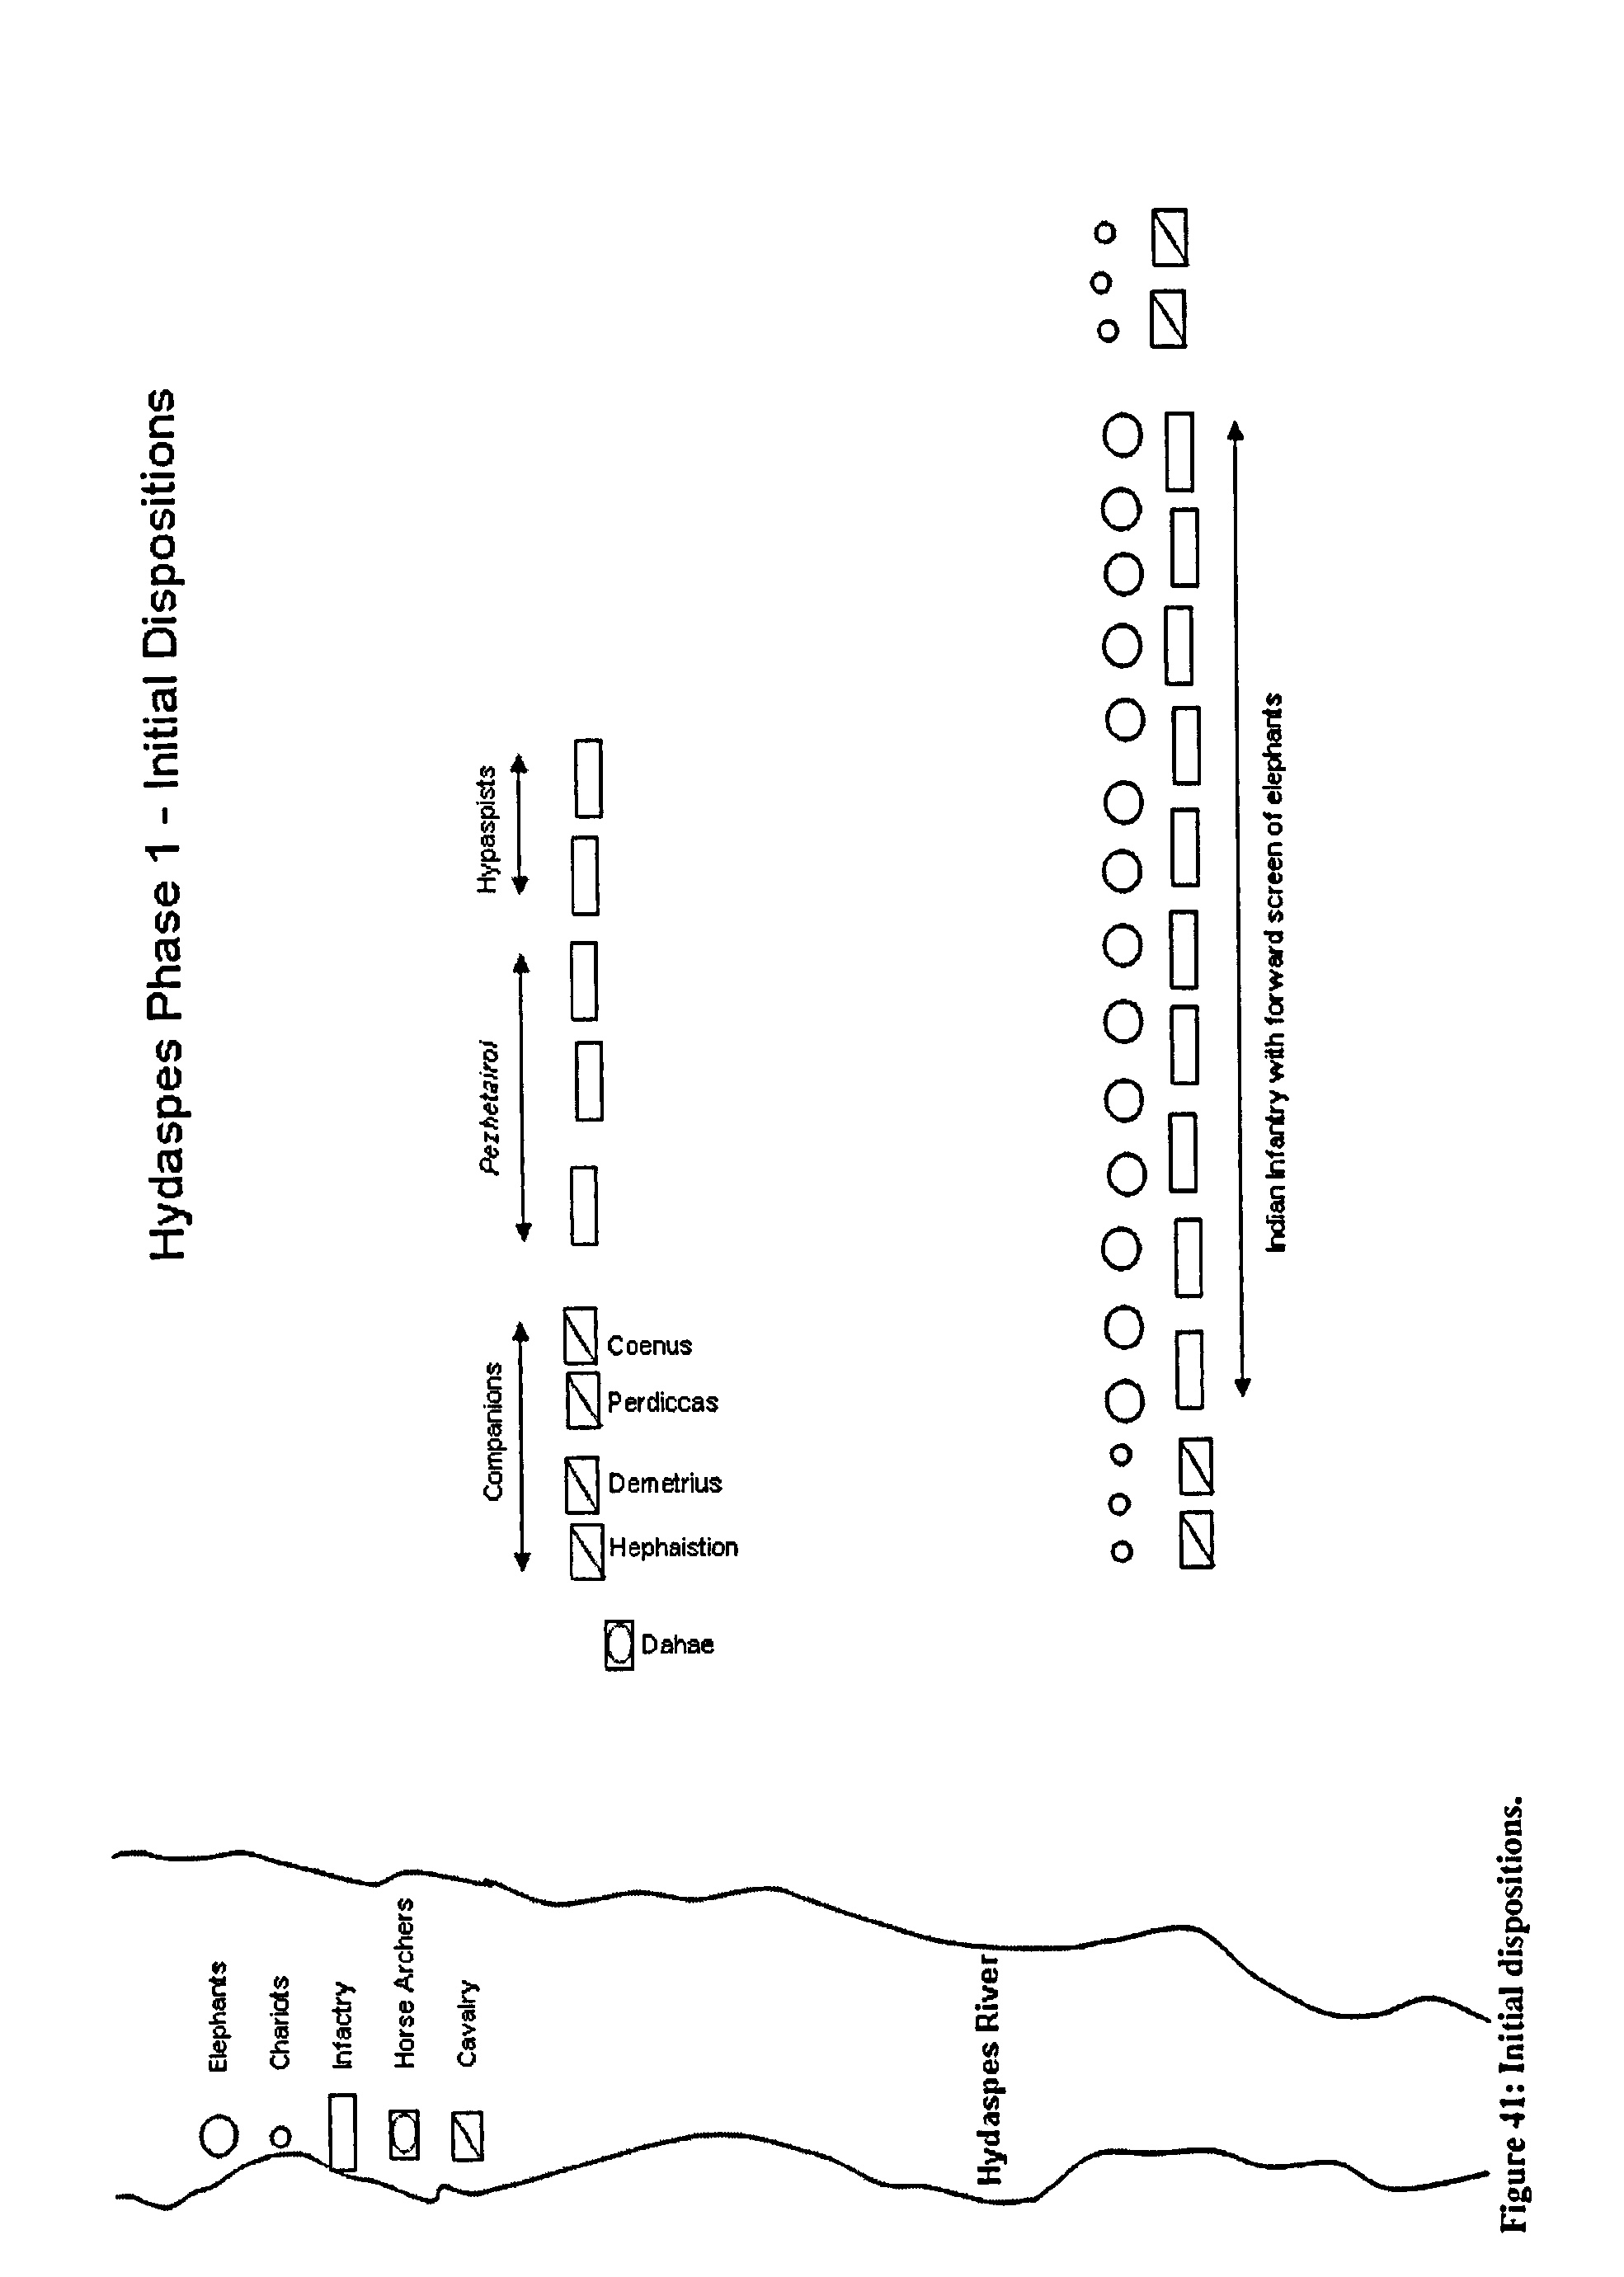 Hydaspes Phase 1 – Initial Dispositions
Elephants
Chariots
Infactry
Horse Archers
Cavalry
Companions
Pezhetairoi
Hypaspists
Dahae
Hephaistion
Demetrius
Perdiccas
Coenus
Hydaspes River
Indian Infantry with forward screen of elephants
Figure 41: Initial dispositions.